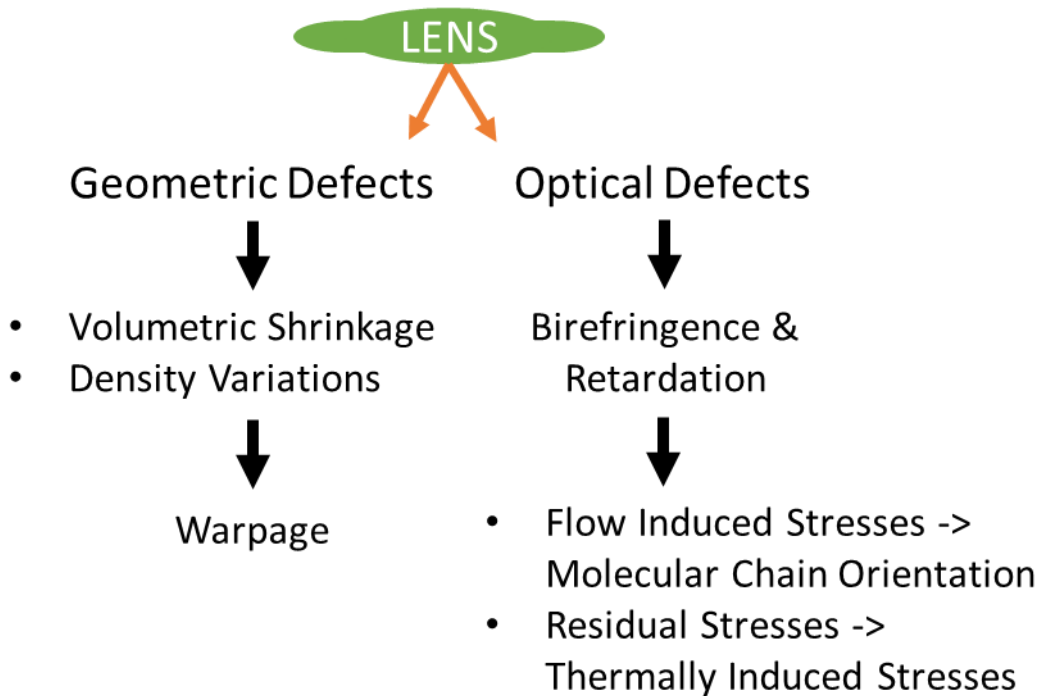 LENS
Geometric Defects
Optical Defects
• Volumetric Shrinkage
• Density Variations
Birefringence &
Retardation
Warpage
• Flow Induced Stresses ->
Molecular Chain Orientation
• Residual Stresses ->
Thermally Induced Stresses